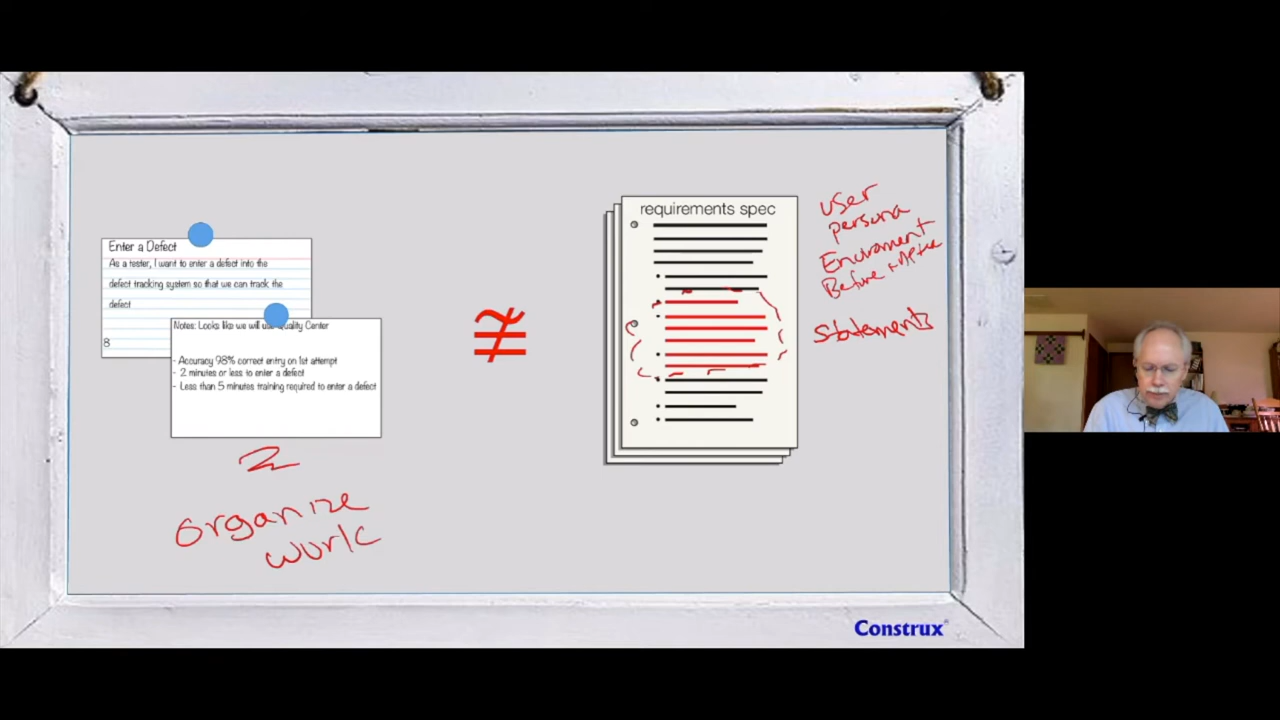 Enter a Defect
As a tester, I want to enter a defect into the
defect tracking system so that we can track the
defect
8
Notes: Looks like we will use Quality Center
- Accuracy 98% correct entry on 1st attempt
- 2 minutes or less to enter a defect
- Less than 5 minutes training required to enter a defect
2
organize
work
≇
requirements spec
user
persona
Enviroment
Before + After
statements
Construx